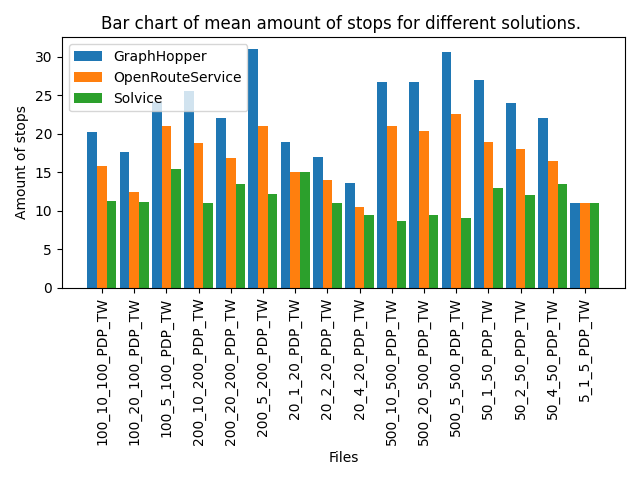 Bar chart of mean amount of stops for different solutions.
GraphHopper
OpenRouteService
Solvice
Amount of stops
30
25
20
15
10
5
0
100_10_100_PDP_TW
100_20_100_PDP_TW
100_5_100_PDP_TW
200_10_200_PDP_TW
200_20_200_PDP_TW
200_5_200_PDP_TW
20_1_20_PDP_TW
20_2_20_PDP_TW
20_4_20_PDP_TW
500_10_500_PDP_TW
500_20_500_PDP_TW
500_5_500_PDP_TW
50_1_50_PDP_TW
50_2_50_PDP_TW
50_4_50_PDP_TW
5_1_5_PDP_TW
Files